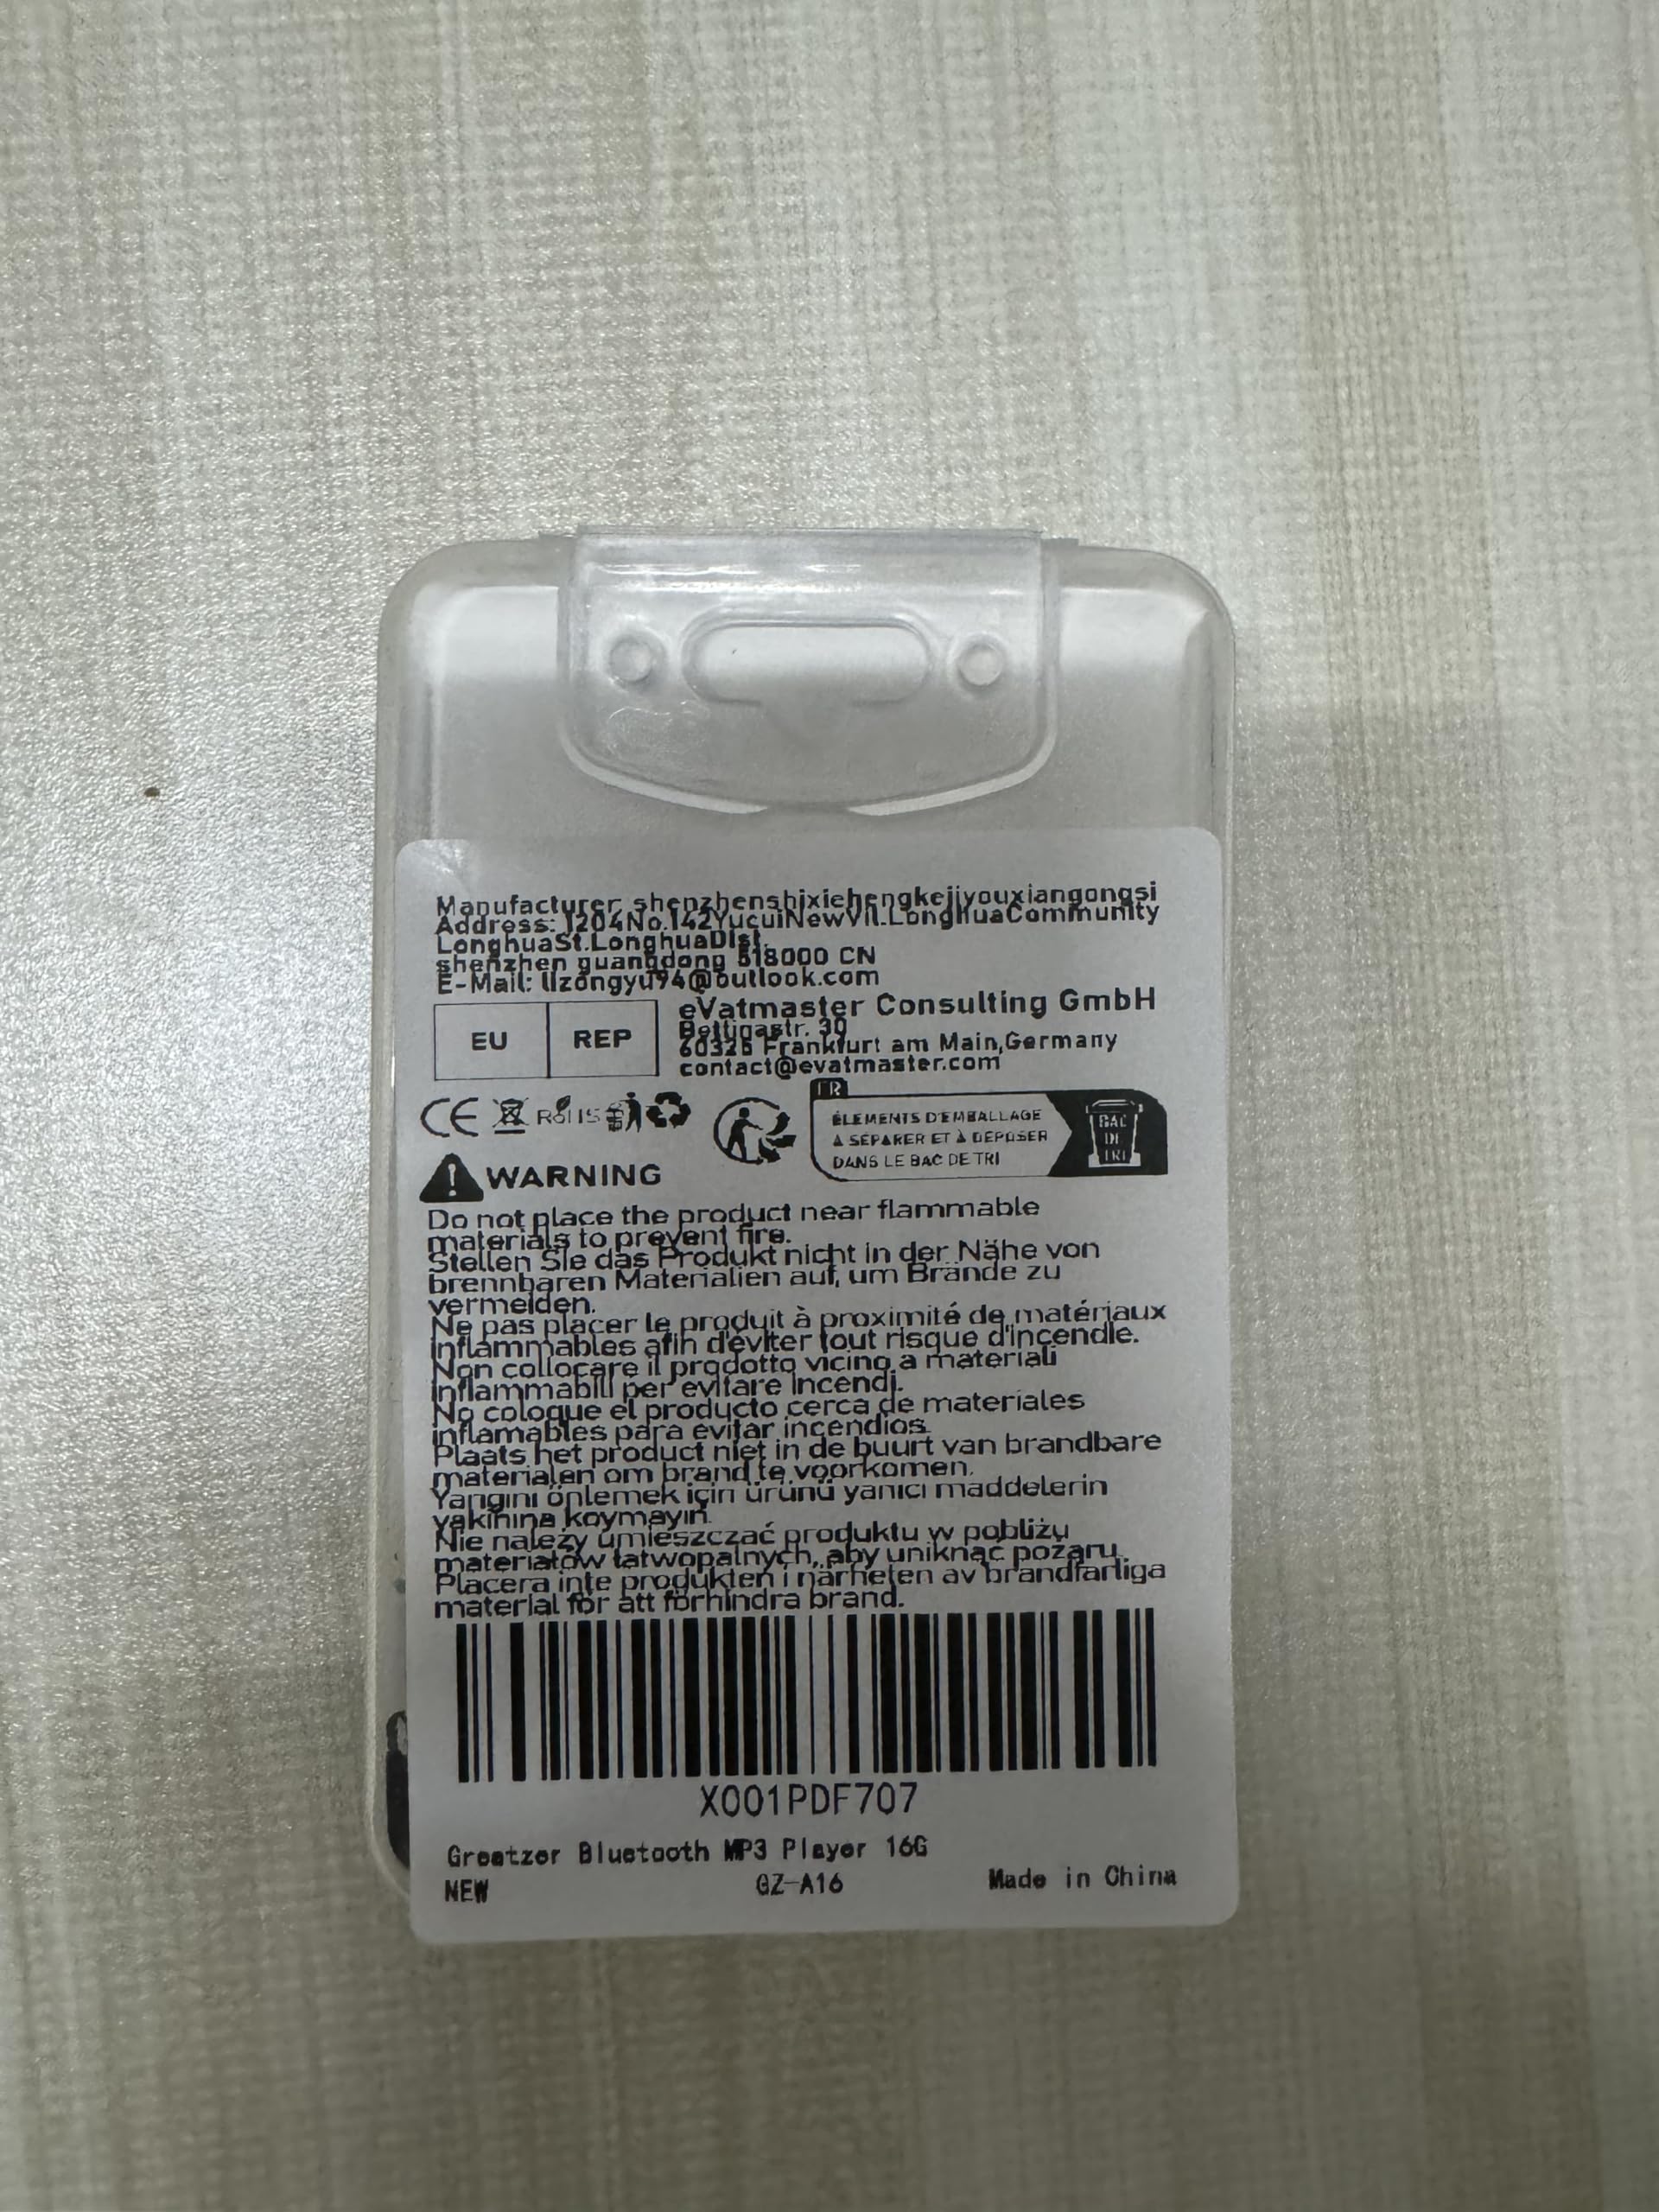 Manufacturer: shenzhenshixiehengkejiyouxiangongsi
Address: 1204No.142YucuiNewVil.LonghuaCommunity
LonghuaSt.LonghuaDist.
shenzhen guangdong 518000 CN
E-Mail: lizongyu94@outlook.com
EU REP
eVatmaster Consulting GmbH
Bettinastr. 30
60325 Frankfurt am Main,Germany
contact@evatmaster.com
CE RoHS
FR
ÉLÉMENTS D'EMBALLAGE
À SÉPARER ET À DÉPOSER
DANS LE BAC DE TRI
BAC
DE
TRI
WARNING
Do not place the product near flammable
materials to prevent fire.
Stellen Sie das Produkt nicht in der Nähe von
brennbaren Materialien auf, um Brände zu
vermeiden.
Ne pas placer le produit à proximité de matériaux
inflammables afin d'éviter tout risque d'incendie.
Non collocare il prodotto vicino a materiali
infiammabili per evitare incendi.
No coloque el producto cerca de materiales
inflamables para evitar incendios.
Plaats het product niet in de buurt van brandbare
materialen om brand te voorkomen.
Yangını önlemek için ürünü yanıcı maddelerin
yakınına koymayın.
Nie należy umieszczać produktu w pobliżu
materiałów łatwopalnych, aby uniknąć pożaru.
Placera inte produkten i närheten av brandfarliga
material för att förhindra brand.
X001PDF707
Greatzer Bluetooth MP3 Player 16G
NEW GZ-A16 Made in China